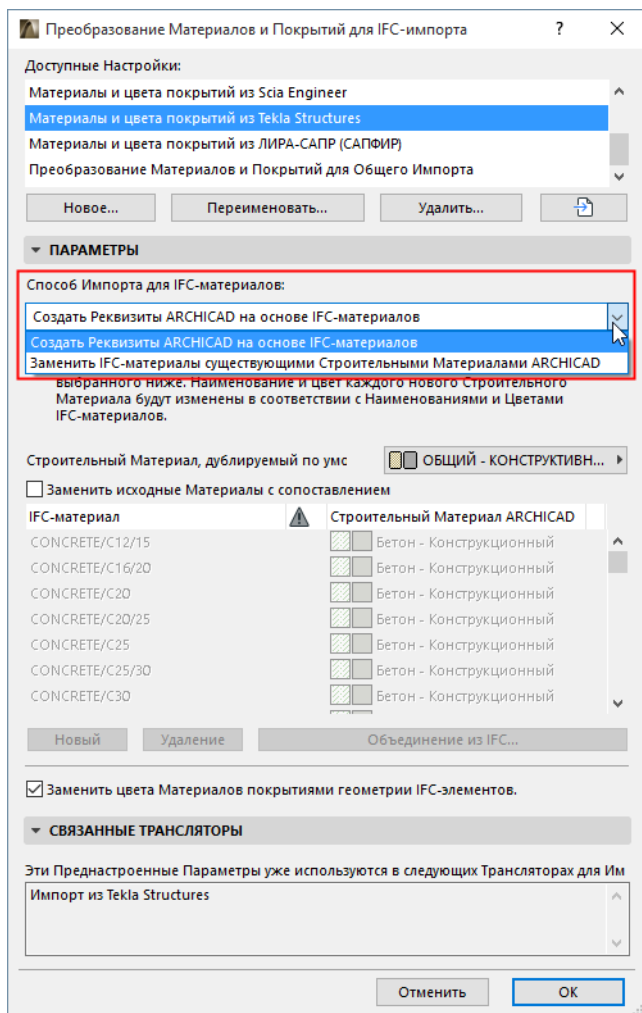 Преобразование Материалов и Покрытий для IFC-импорта
Доступные Настройки:
Материалы и цвета покрытий из Scia Engineer
Материалы и цвета покрытий из Tekla Structures
Материалы и цвета покрытий из ЛИРА-САПР (САПФИР)
Преобразование Материалов и Покрытий для Общего Импорта
Новое... Переименовать... Удалить...
ПАРАМЕТРЫ
Способ Импорта для IFC-материалов:
Создать Реквизиты ARCHICAD на основе IFC-материалов
Создать Реквизиты ARCHICAD на основе IFC-материалов
Заменить IFC-материалы существующими Строительными Материалами ARCHICAD
выбранного ниже. Наименование и Цвет каждого нового Строительного
Материала будут изменены в соответствии с Наименованиями и Цветами
IFC-материалов.
Строительный Материал, дублируемый по умс ОБЩИЙ - КОНСТРУКТИВН...
Заменить исходные Материалы с сопоставлением
IFC-материал Строительный Материал ARCHICAD
CONCRETE/C12/15 Бетон - Конструкционный
CONCRETE/C16/20 Бетон - Конструкционный
CONCRETE/C20 Бетон - Конструкционный
CONCRETE/C20/25 Бетон - Конструкционный
CONCRETE/C25 Бетон - Конструкционный
CONCRETE/C25/30 Бетон - Конструкционный
CONCRETE/C30 Бетон - Конструкционный
Новый Удаление Объединение из IFC...
Заменить цвета Материалов покрытиями геометрии IFC-элементов.
СВЯЗАННЫЕ ТРАНСЛЯТОРЫ
Эти Преднастроенные Параметры уже используются в следующих Трансляторах для Им
Импорт из Tekla Structures
Отменить OK